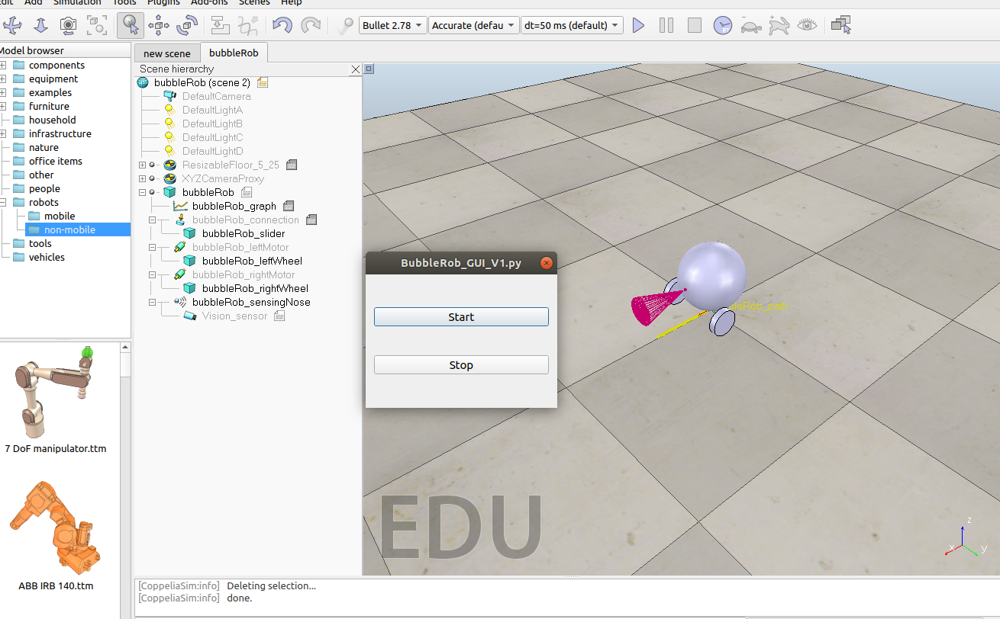 Edit Add Simulation Tools Plugins Add-ons Scenes Help
Bullet 2.78 Accurate (defau dt=50 ms (default)
Model browser
components
equipment
examples
furniture
household
infrastructure
nature
office items
other
people
robots
mobile
non-mobile
tools
vehicles
7 DoF manipulator.ttm
ABB IRB 140.ttm
new scene bubbleRob
Scene hierarchy
bubbleRob (scene 2)
DefaultCamera
DefaultLightA
DefaultLightB
DefaultLightC
DefaultLightD
ResizableFloor_5_25
XYZCameraProxy
bubbleRob
bubbleRob_graph
bubbleRob_connection
bubbleRob_slider
bubbleRob_leftMotor
bubbleRob_leftWheel
bubbleRob_rightMotor
bubbleRob_rightWheel
bubbleRob_sensingNose
Vision_sensor
BubbleRob_GUI_V1.py
Start
Stop
EDU
z
x
y
[CoppeliaSim:info] Deleting selection...
[CoppeliaSim:info] done.